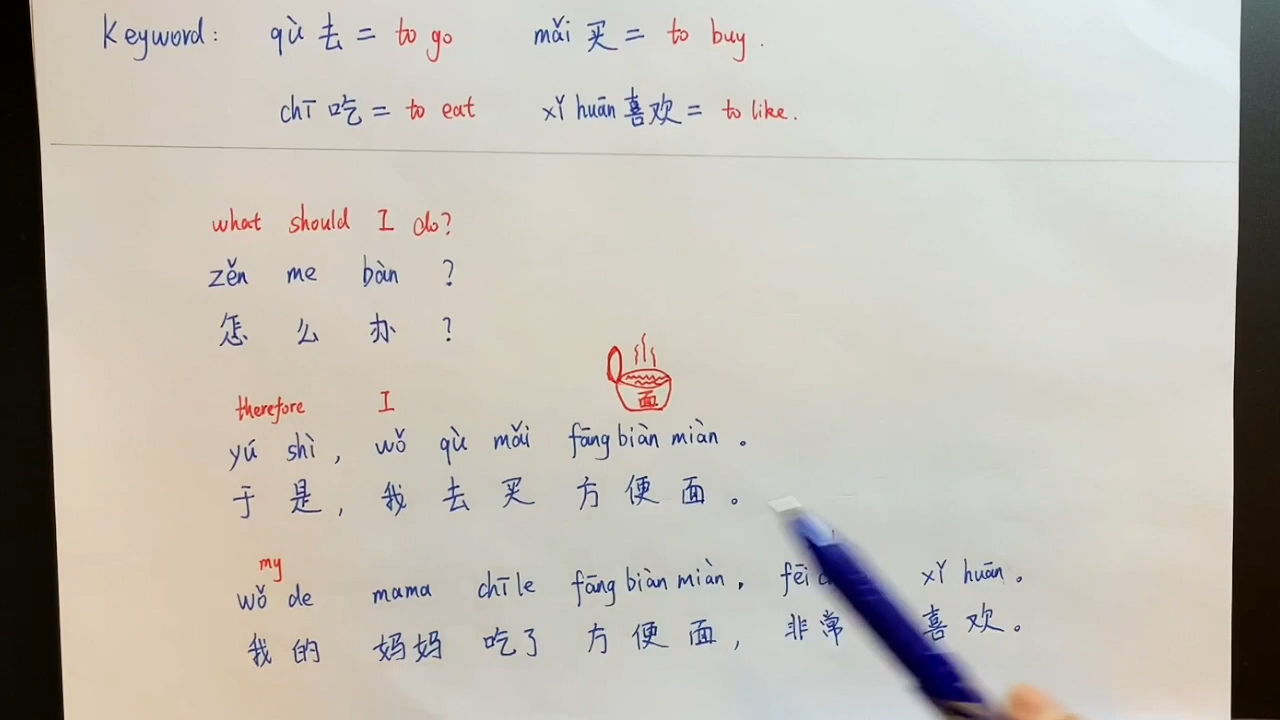 Keyword: qù 去 = to go mǎi 买 = to buy.
chī 吃 = to eat xǐ huān 喜欢 = to like.
what should I do?
zěn me bàn ?
怎 么 办 ?
therefore I
面
yú shì, wǒ qù mǎi fāng biàn miàn 。
于 是, 我 去 买 方 便 面 。
my
wǒ de mama chī le fāng biàn miàn, fēi xǐ huān 。
我 的 妈妈 吃了 方 便 面, 非 常 喜 欢 。